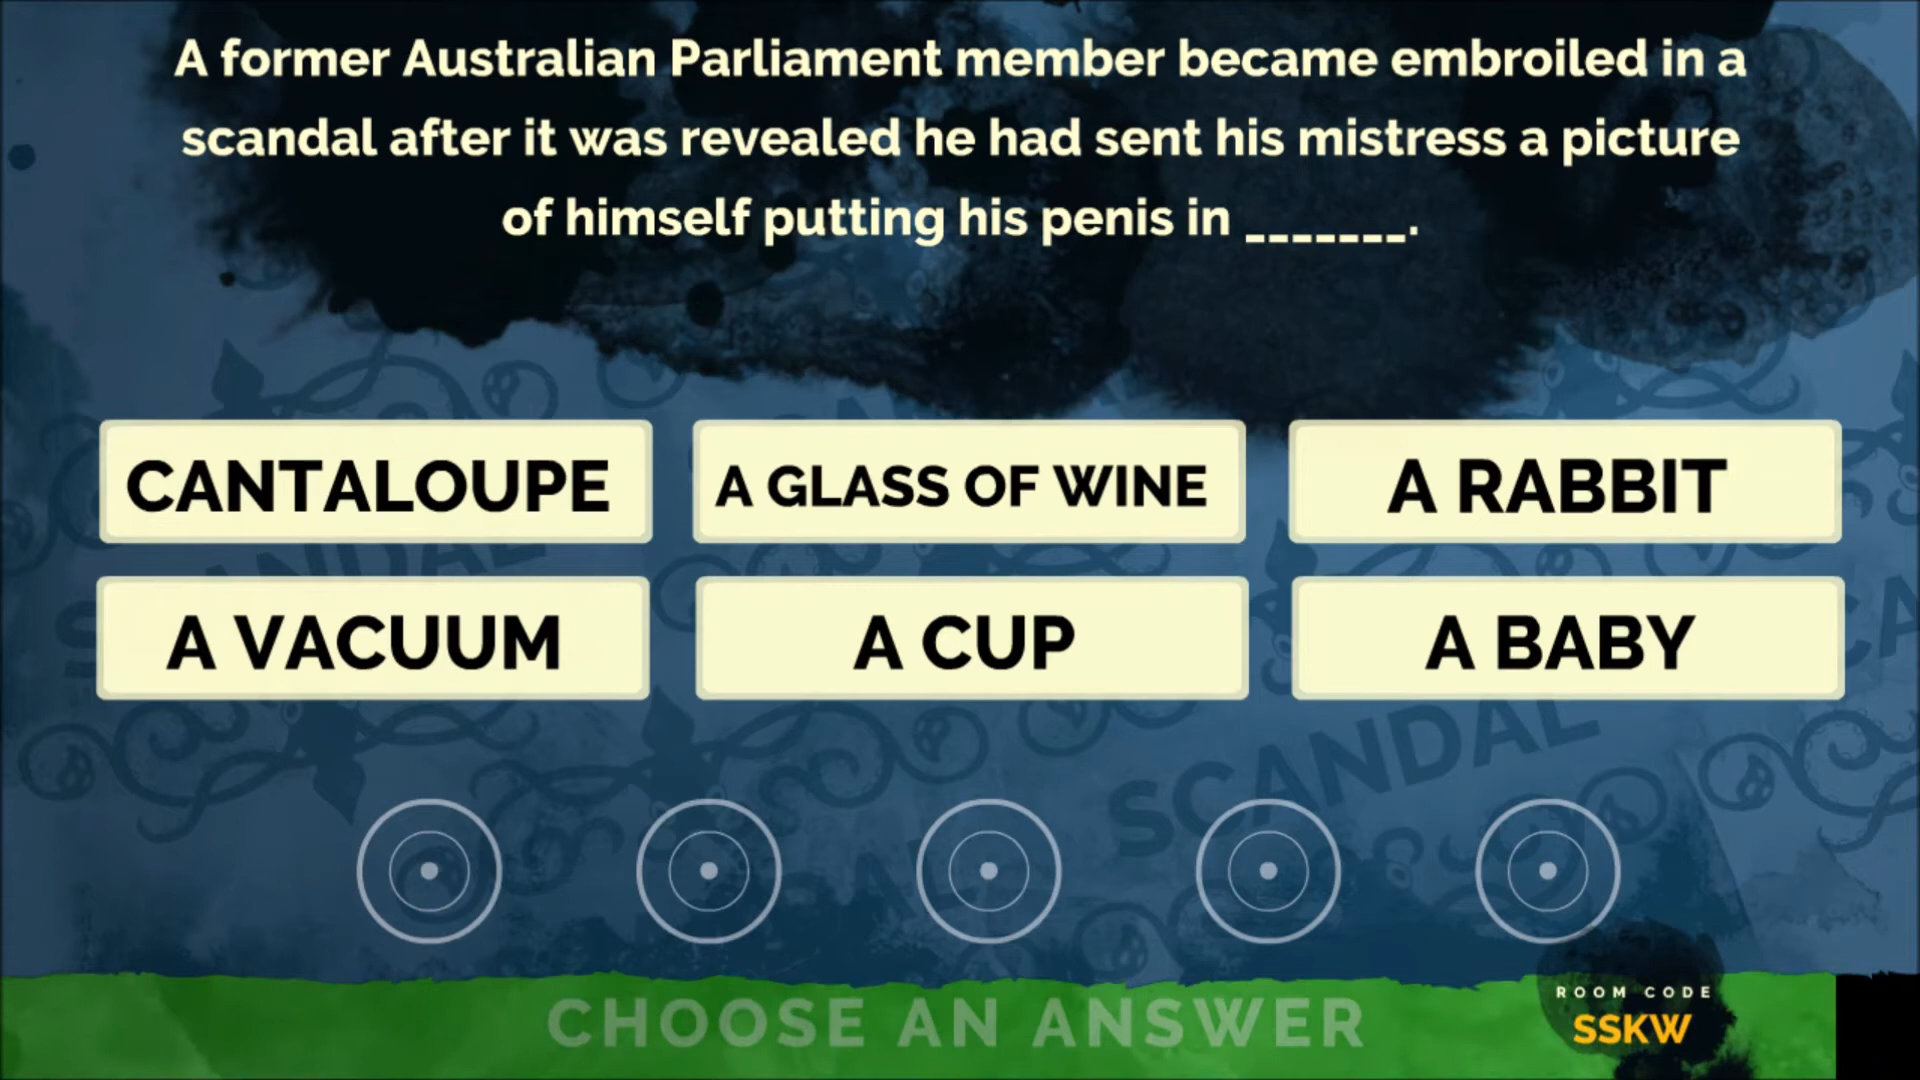 A former Australian Parliament member became embroiled in a
scandal after it was revealed he had sent his mistress a picture
of himself putting his penis in _______.
CANTALOUPE
A GLASS OF WINE
A RABBIT
A VACUUM
A CUP
A BABY
SCANDAL
CHOOSE AN ANSWER
ROOM CODE
SSKW